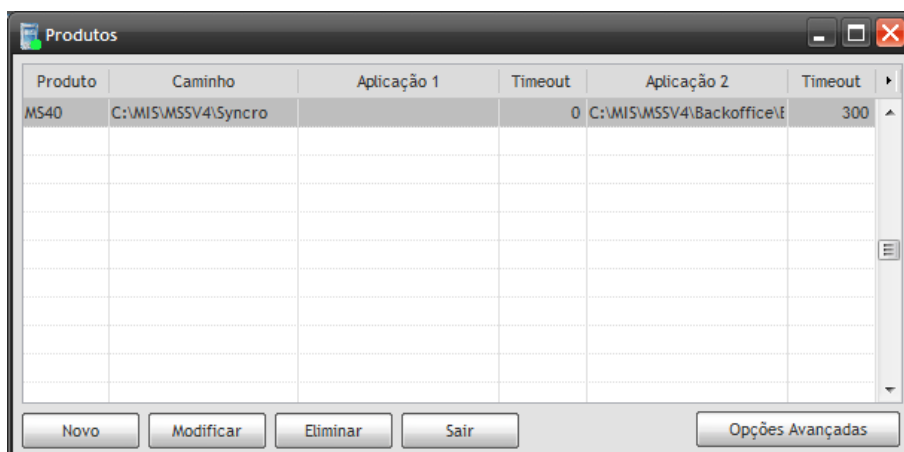 Produtos
Produto Caminho Aplicação 1 Timeout Aplicação 2 Timeout
MS40 C:\MIS\MSSV4\Syncro 0 C:\MIS\MSSV4\Backoffice\E 300
Novo Modificar Eliminar Sair Opções Avançadas